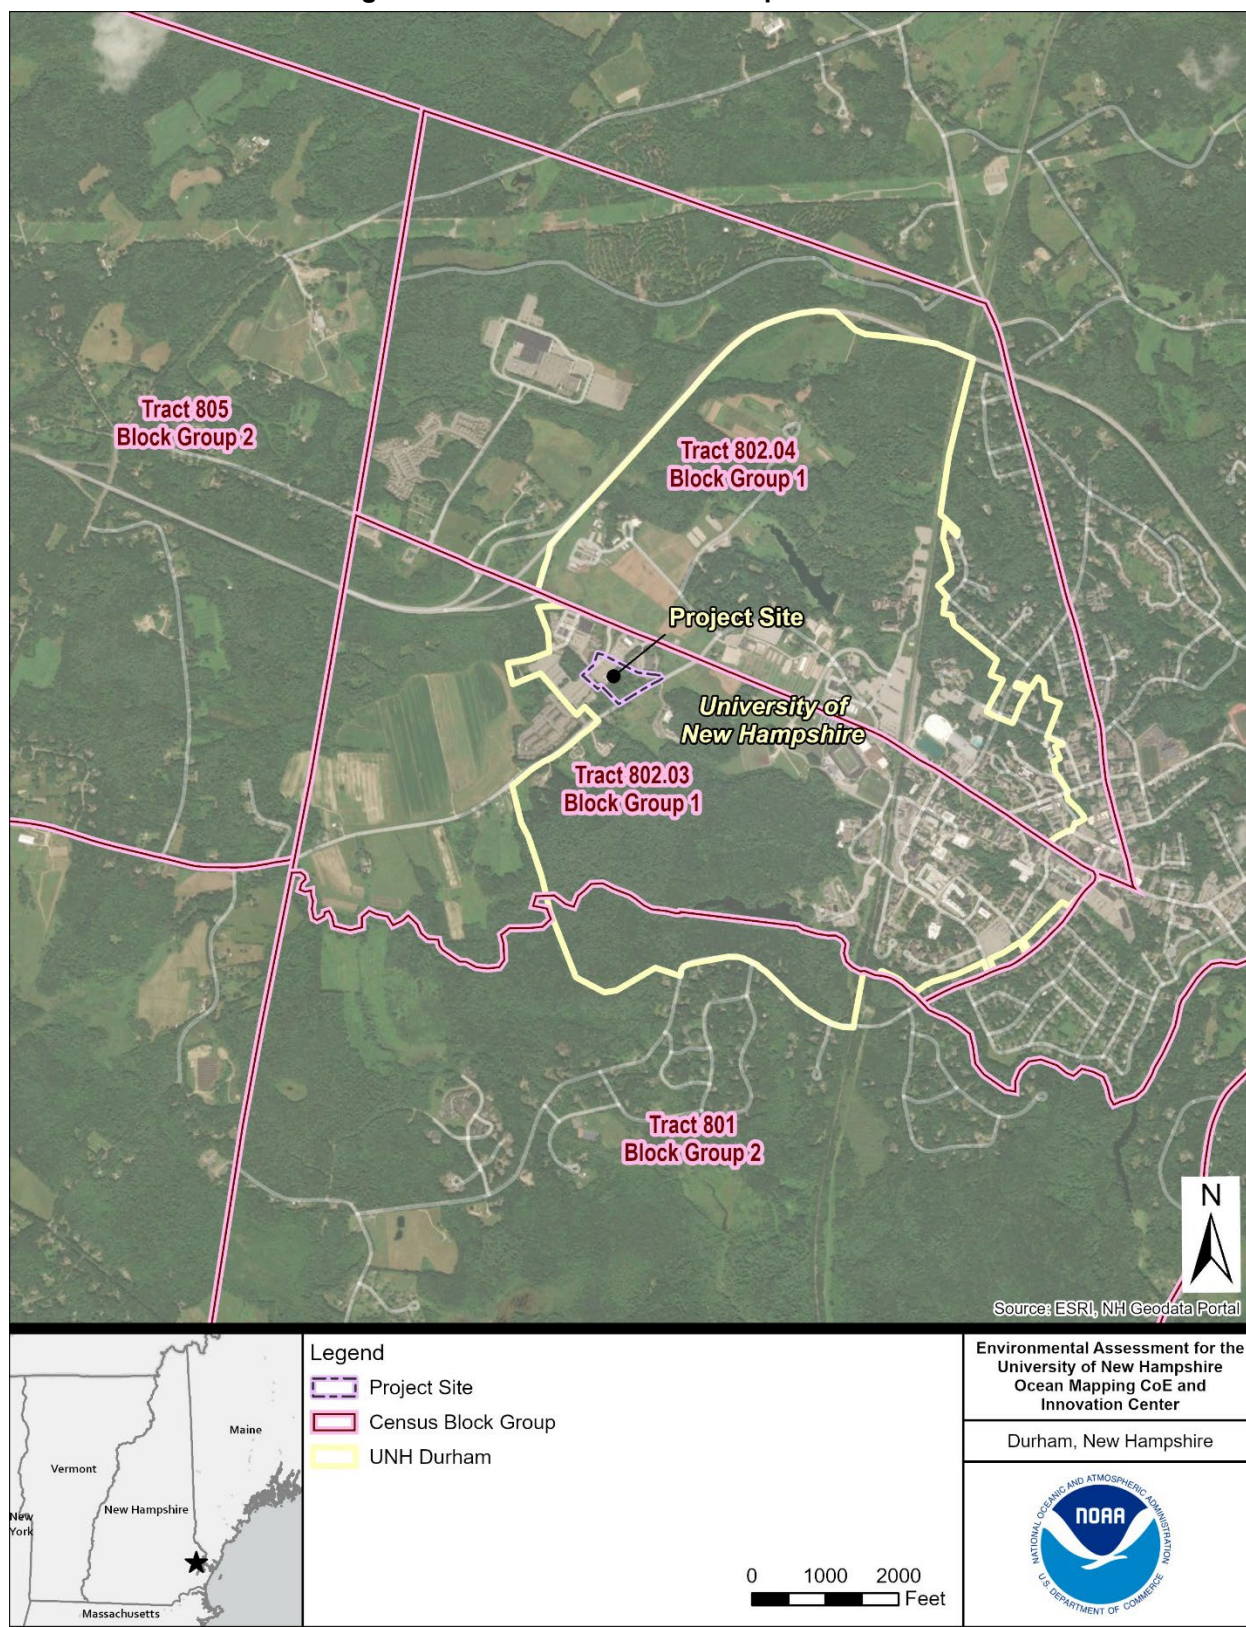 Tract 805
Block Group 2
Tract 802.04
Block Group 1
Project Site
University of
New Hampshire
Tract 802.03
Block Group 1
Tract 801
Block Group 2
N
Source: ESRI, NH Geodata Portal
Maine
Vermont
New Hampshire
New
York
Massachusetts
Legend
Project Site
Census Block Group
UNH Durham
0 1000 2000
Feet
Environmental Assessment for the
University of New Hampshire
Ocean Mapping CoE and
Innovation Center
Durham, New Hampshire
NATIONAL OCEANIC AND ATMOSPHERIC ADMINISTRATION
NOAA
U.S. DEPARTMENT OF COMMERCE